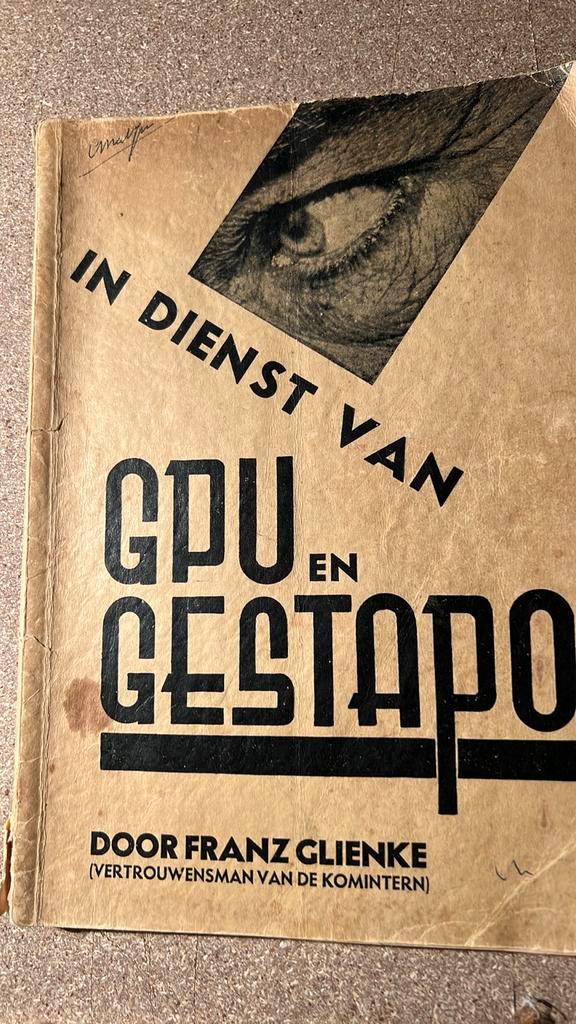 IN DIENST VAN
GPU EN
GESTAPO
DOOR FRANZ GLIENKE
(VERTROUWENSMAN VAN DE KOMINTERN)